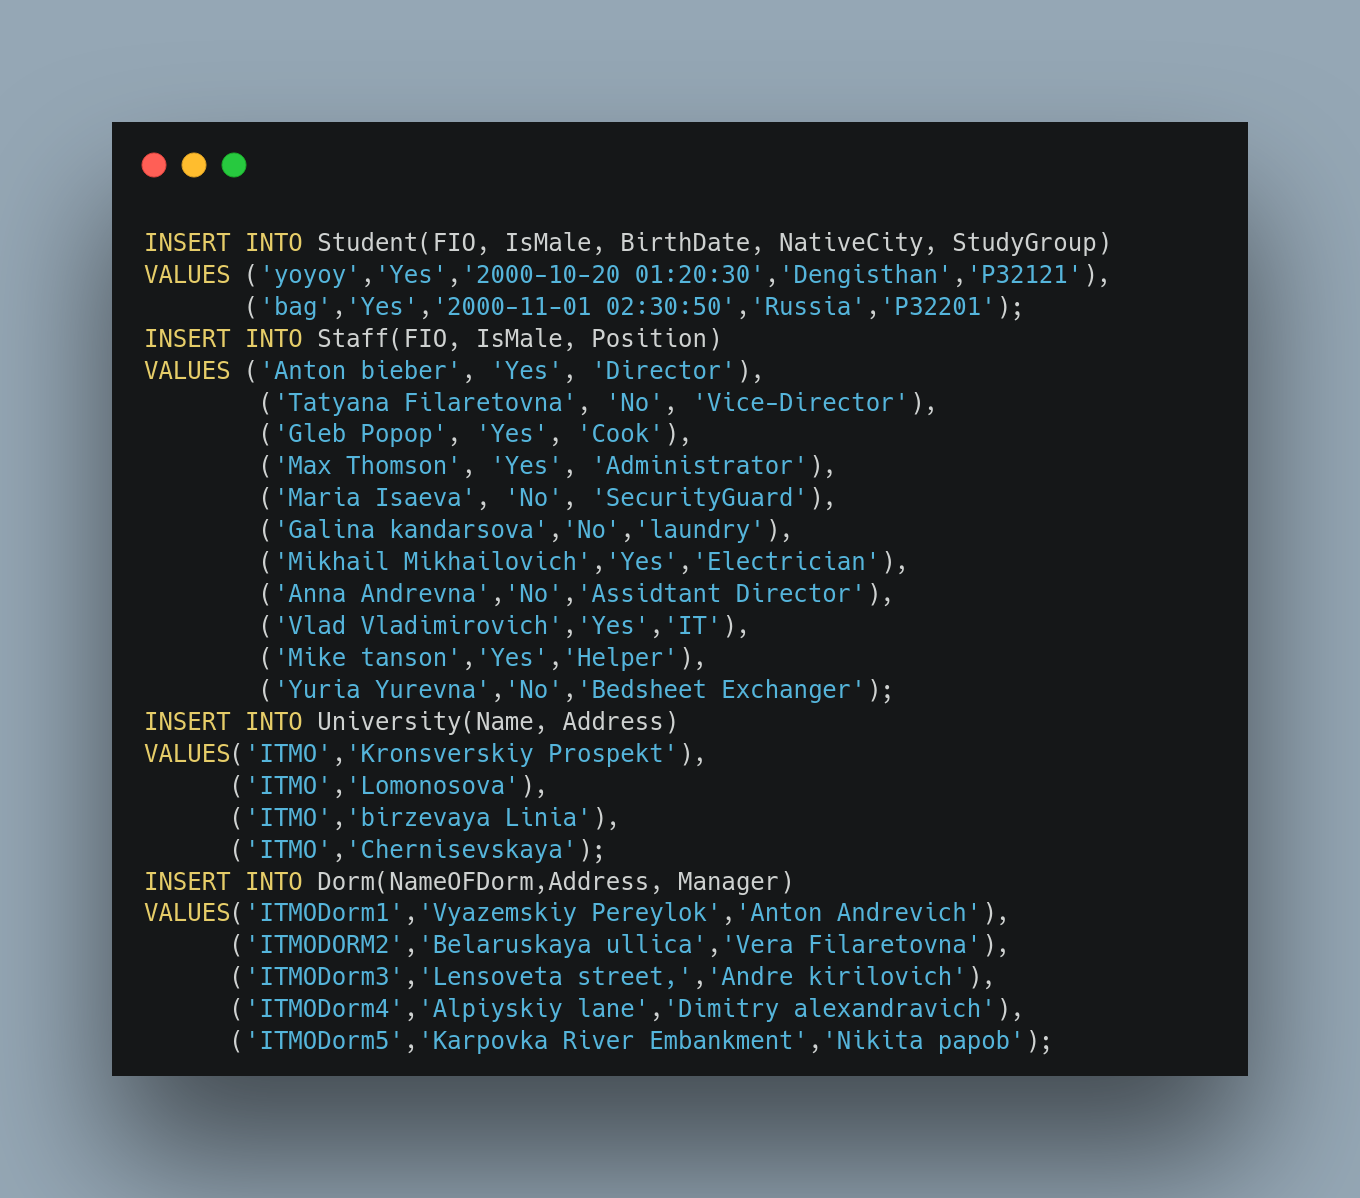 INSERT INTO Student(FIO, IsMale, BirthDate, NativeCity, StudyGroup)
VALUES ('yoyoy','Yes','2000-10-20 01:20:30','Dengisthan','P32121'),
       ('bag','Yes','2000-11-01 02:30:50','Russia','P32201');
INSERT INTO Staff(FIO, IsMale, Position)
VALUES ('Anton bieber', 'Yes', 'Director'),
        ('Tatyana Filaretovna', 'No', 'Vice-Director'),
        ('Gleb Popop', 'Yes', 'Cook'),
        ('Max Thomson', 'Yes', 'Administrator'),
        ('Maria Isaeva', 'No', 'SecurityGuard'),
        ('Galina kandarsova','No','laundry'),
        ('Mikhail Mikhailovich','Yes','Electrician'),
        ('Anna Andrevna','No','Assidtant Director'),
        ('Vlad Vladimirovich','Yes','IT'),
        ('Mike tanson','Yes','Helper'),
        ('Yuria Yurevna','No','Bedsheet Exchanger');
INSERT INTO University(Name, Address)
VALUES('ITMO','Kronsverskiy Prospekt'),
      ('ITMO','Lomonosova'),
      ('ITMO','birzevaya Linia'),
      ('ITMO','Chernisevskaya');
INSERT INTO Dorm(NameOFDorm,Address, Manager)
VALUES('ITMODorm1','Vyazemskiy Pereylok','Anton Andrevich'),
      ('ITMODORM2','Belaruskaya ullica','Vera Filaretovna'),
      ('ITMODorm3','Lensoveta street,','Andre kirilovich'),
      ('ITMODorm4','Alpiyskiy lane','Dimitry alexandravich'),
      ('ITMODorm5','Karpovka River Embankment','Nikita papob');